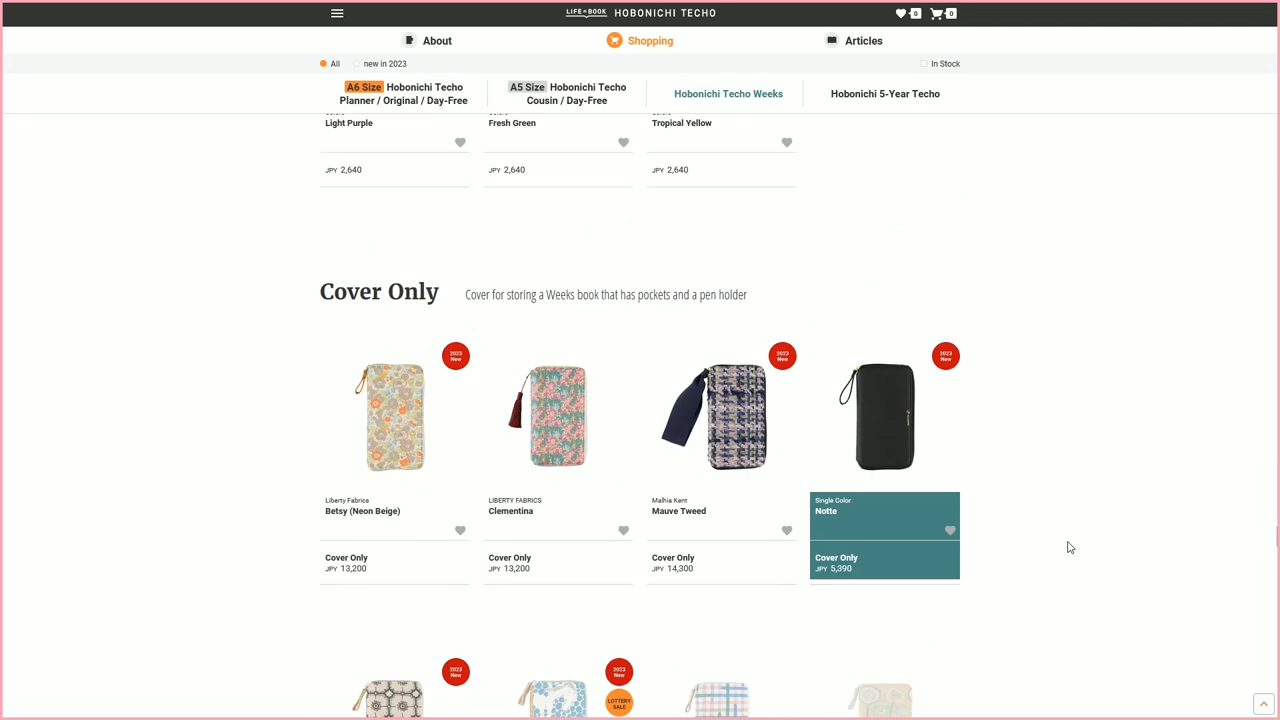 LIFE is BOOK HOBONICHI TECHO
0
0
About
Shopping
Articles
All
new in 2023
In Stock
A6 Size Hobonichi Techo
Planner / Original / Day-Free
A5 Size Hobonichi Techo
Cousin / Day-Free
Hobonichi Techo Weeks
Hobonichi 5-Year Techo
Light Purple
Fresh Green
Tropical Yellow
JPY 2,640
JPY 2,640
JPY 2,640
Cover Only
Cover for storing a Weeks book that has pockets and a pen holder
2023
New
2023
New
2023
New
Liberty Fabrics
Betsy (Neon Beige)
Cover Only
JPY 13,200
LIBERTY FABRICS
Clementina
Cover Only
JPY 13,200
Malhia Kent
Mauve Tweed
Cover Only
JPY 14,300
Single Color
Notte
Cover Only
JPY 5,390
2023
New
2023
New
LOTTERY
SALE